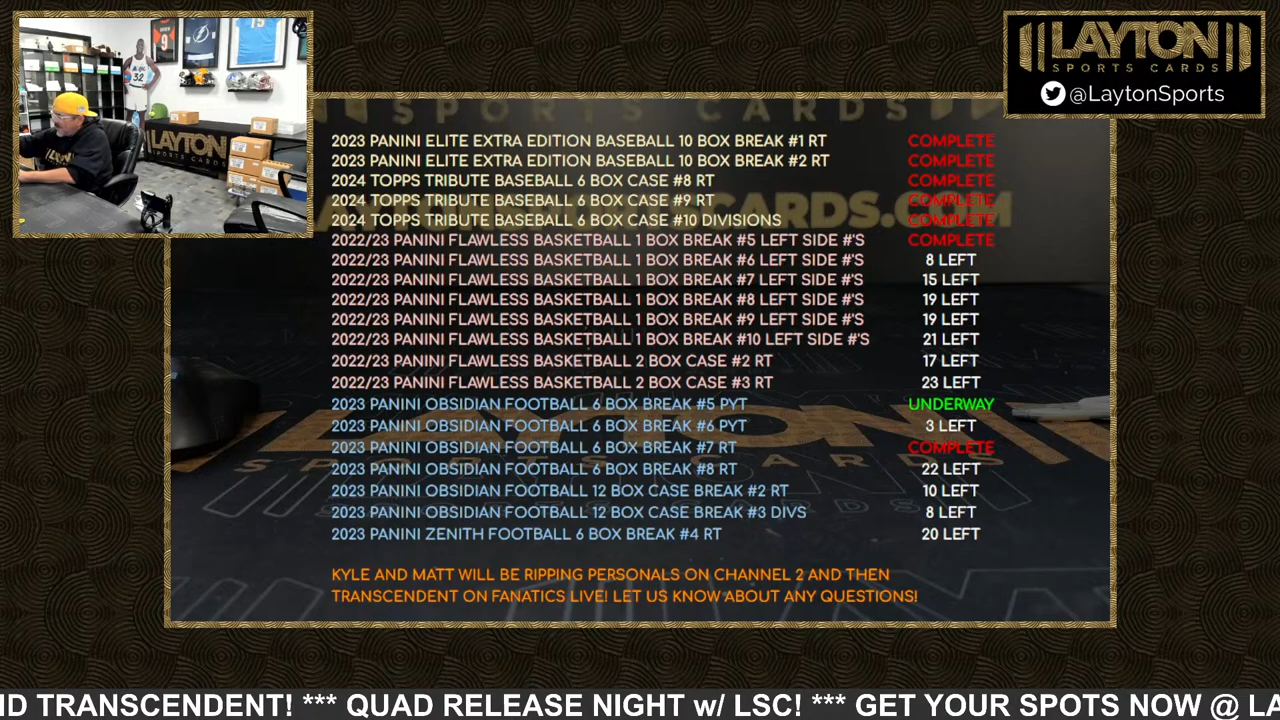 LAYTON
SPORTS CARDS
@LaytonSports
SPORTS CARDS
2023 PANINI ELITE EXTRA EDITION BASEBALL 10 BOX BREAK #1 RT COMPLETE
2023 PANINI ELITE EXTRA EDITION BASEBALL 10 BOX BREAK #2 RT COMPLETE
2024 TOPPS TRIBUTE BASEBALL 6 BOX CASE #8 RT COMPLETE
2024 TOPPS TRIBUTE BASEBALL 6 BOX CASE #9 RT COMPLETE
2024 TOPPS TRIBUTE BASEBALL 6 BOX CASE #10 DIVISIONS COMPLETE
2022/23 PANINI FLAWLESS BASKETBALL 1 BOX BREAK #5 LEFT SIDE #'S COMPLETE
2022/23 PANINI FLAWLESS BASKETBALL 1 BOX BREAK #6 LEFT SIDE #'S 8 LEFT
2022/23 PANINI FLAWLESS BASKETBALL 1 BOX BREAK #7 LEFT SIDE #'S 15 LEFT
2022/23 PANINI FLAWLESS BASKETBALL 1 BOX BREAK #8 LEFT SIDE #'S 19 LEFT
2022/23 PANINI FLAWLESS BASKETBALL 1 BOX BREAK #9 LEFT SIDE #'S 19 LEFT
2022/23 PANINI FLAWLESS BASKETBALL 1 BOX BREAK #10 LEFT SIDE #'S 21 LEFT
2022/23 PANINI FLAWLESS BASKETBALL 2 BOX CASE #2 RT 17 LEFT
2022/23 PANINI FLAWLESS BASKETBALL 2 BOX CASE #3 RT 23 LEFT
2023 PANINI OBSIDIAN FOOTBALL 6 BOX BREAK #5 PYT UNDERWAY
2023 PANINI OBSIDIAN FOOTBALL 6 BOX BREAK #6 PYT 3 LEFT
2023 PANINI OBSIDIAN FOOTBALL 6 BOX BREAK #7 RT COMPLETE
2023 PANINI OBSIDIAN FOOTBALL 6 BOX BREAK #8 RT 22 LEFT
2023 PANINI OBSIDIAN FOOTBALL 12 BOX CASE BREAK #2 RT 10 LEFT
2023 PANINI OBSIDIAN FOOTBALL 12 BOX CASE BREAK #3 DIVS 8 LEFT
2023 PANINI ZENITH FOOTBALL 6 BOX BREAK #4 RT 20 LEFT
KYLE AND MATT WILL BE RIPPING PERSONALS ON CHANNEL 2 AND THEN
TRANSCENDENT ON FANATICS LIVE! LET US KNOW ABOUT ANY QUESTIONS!
ID TRANSCENDENT! *** QUAD RELEASE NIGHT w/ LSC! *** GET YOUR SPOTS NOW @ LA